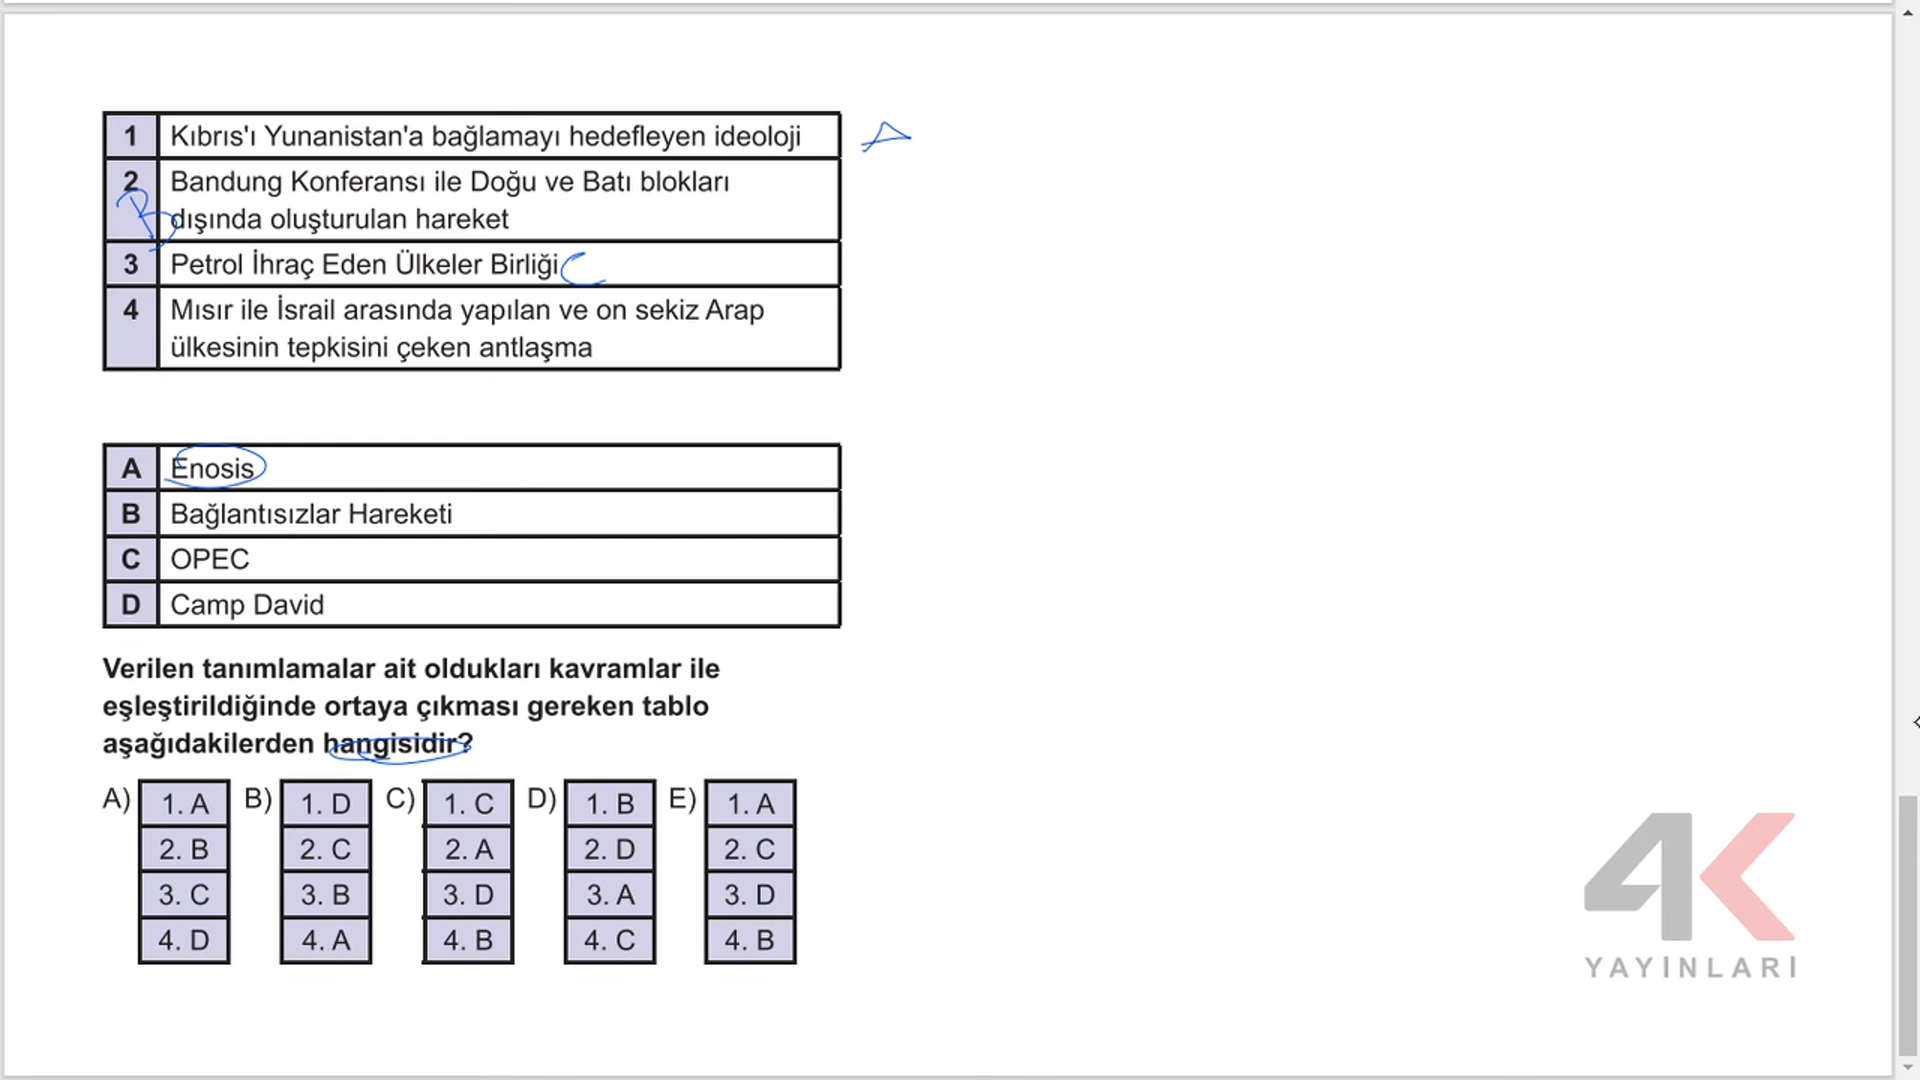 1 Kıbrıs'ı Yunanistan'a bağlamayı hedefleyen ideoloji A
2 Bandung Konferansı ile Doğu ve Batı blokları
B dışında oluşturulan hareket
3 Petrol İhraç Eden Ülkeler Birliği C
4 Mısır ile İsrail arasında yapılan ve on sekiz Arap
ülkesinin tepkisini çeken antlaşma
A Enosis
B Bağlantısızlar Hareketi
C OPEC
D Camp David
Verilen tanımlamalar ait oldukları kavramlar ile
eşleştirildiğinde ortaya çıkması gereken tablo
aşağıdakilerden hangisidir?
A) 1. A B) 1. D C) 1. C D) 1. B E) 1. A
2. B 2. C 2. A 2. D 2. C
3. C 3. B 3. D 3. A 3. D
4. D 4. A 4. B 4. C 4. B
4K
YAYINLARI